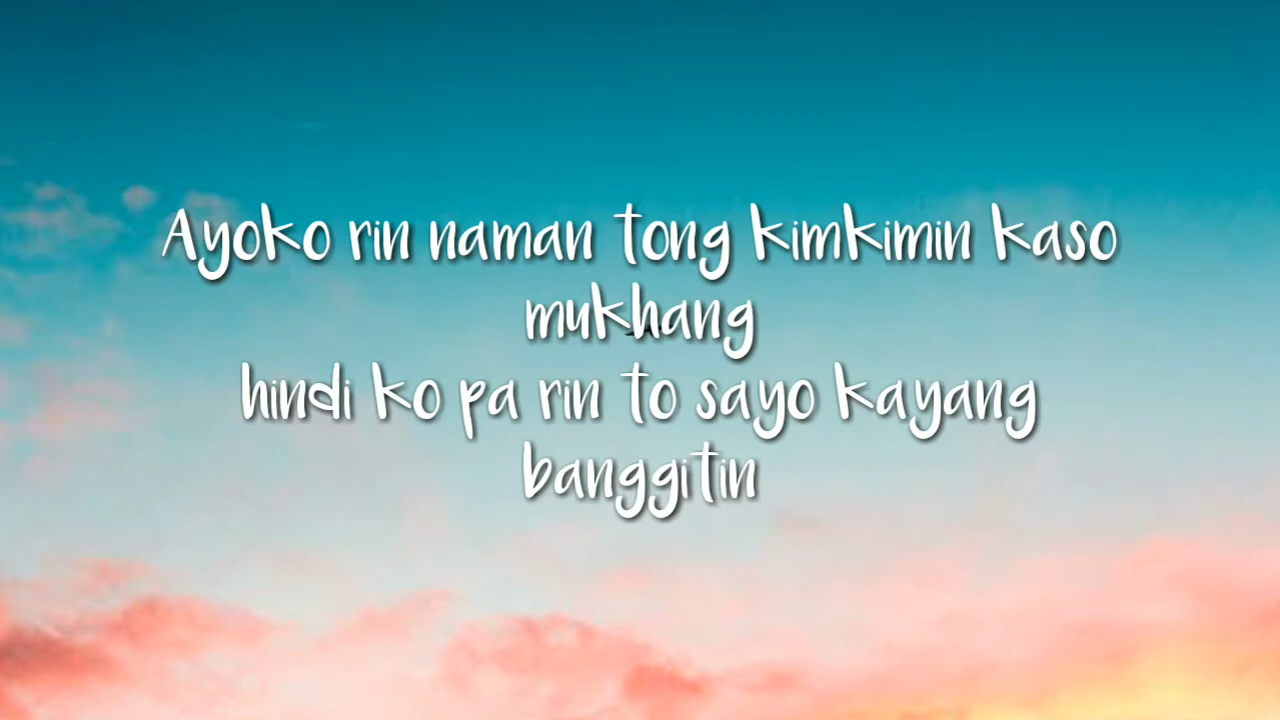 Ayoko rin naman tong kimkimin kaso
mukhang
hindi ko pa rin to sayo kayang
banggitin